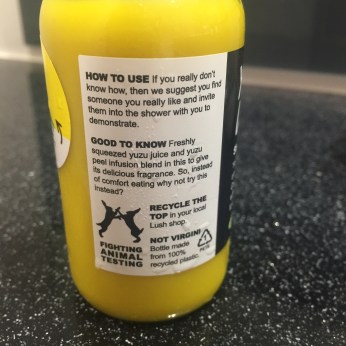 HOW TO USE If you really don't
know how, then we suggest you find
someone you really like and invite
them into the shower with you to
demonstrate.
GOOD TO KNOW Freshly
squeezed yuzu juice and yuzu
peel infusion blend in this to give
its delicious fragrance. So, instead
of comfort eating why not try this
instead?
RECYCLE THE
TOP in your local
Lush shop
FIGHTING
ANIMAL
TESTING
NOT VIRGIN!
Bottle made
from 100%
recycled plastic.
1
PETE